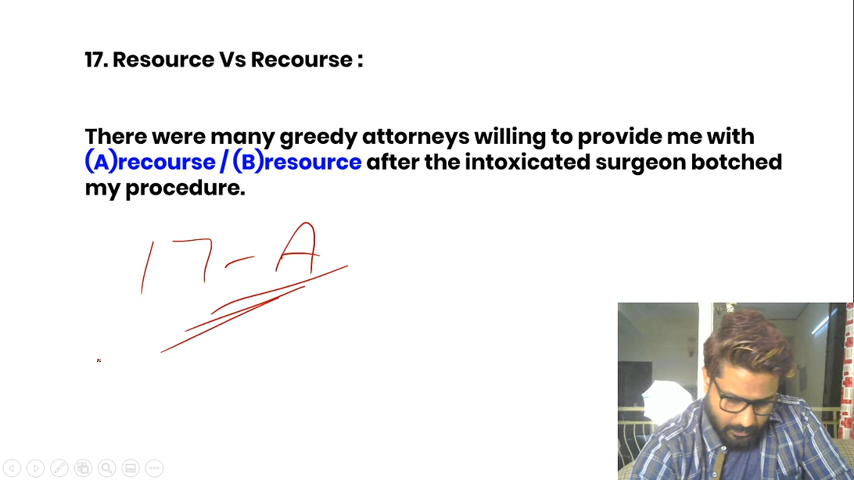 17. Resource Vs Recourse :
There were many greedy attorneys willing to provide me with
(A)recourse / (B)resource after the intoxicated surgeon botched
my procedure.
17-A